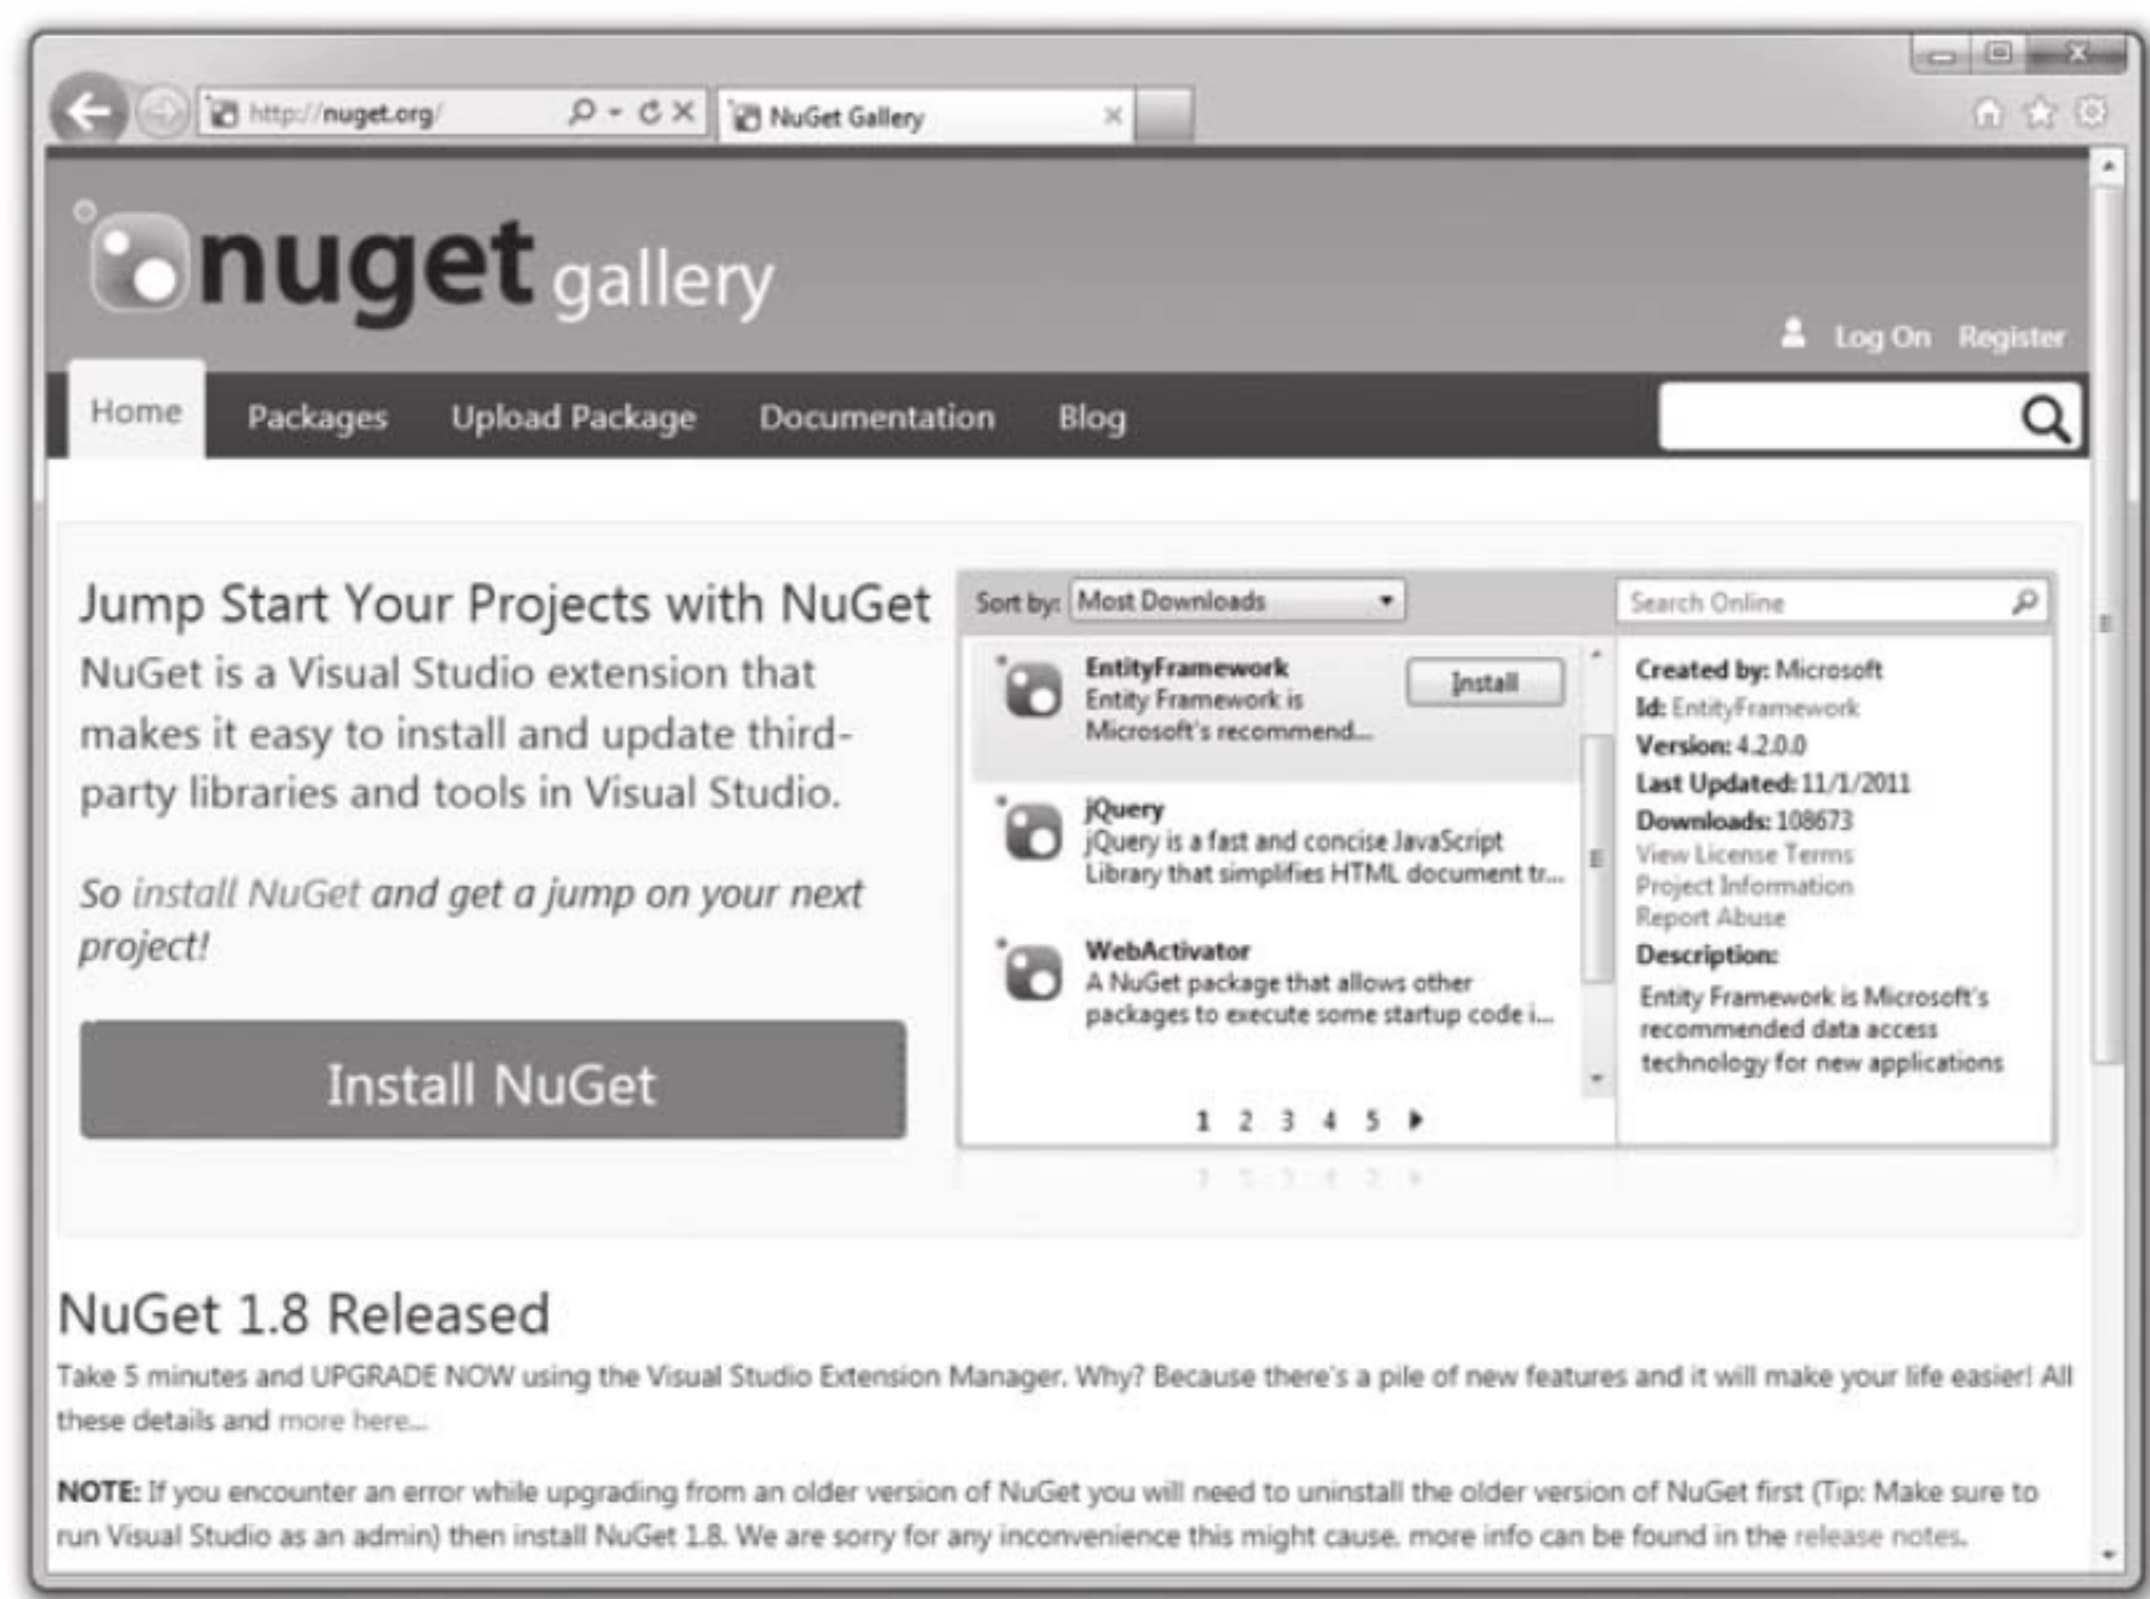 http://nuget.org/
NuGet Gallery
nuget gallery
Log On Register
Home Packages Upload Package Documentation Blog
Jump Start Your Projects with NuGet
NuGet is a Visual Studio extension that
makes it easy to install and update third-
party libraries and tools in Visual Studio.
So install NuGet and get a jump on your next
project!
Install NuGet
Sort by: Most Downloads
Search Online
EntityFramework
Entity Framework is
Microsoft's recommend...
Install
jQuery
jQuery is a fast and concise JavaScript
Library that simplifies HTML document tr...
WebActivator
A NuGet package that allows other
packages to execute some startup code i...
1 2 3 4 5
Created by: Microsoft
Id: EntityFramework
Version: 4.2.0.0
Last Updated: 11/1/2011
Downloads: 108673
View License Terms
Project Information
Report Abuse
Description:
Entity Framework is Microsoft's
recommended data access
technology for new applications
NuGet 1.8 Released
Take 5 minutes and UPGRADE NOW using the Visual Studio Extension Manager. Why? Because there's a pile of new features and it will make your life easier! All
these details and more here...
NOTE: If you encounter an error while upgrading from an older version of NuGet you will need to uninstall the older version of NuGet first (Tip: Make sure to
run Visual Studio as an admin) then install NuGet 1.8. We are sorry for any inconvenience this might cause. more info can be found in the release notes.